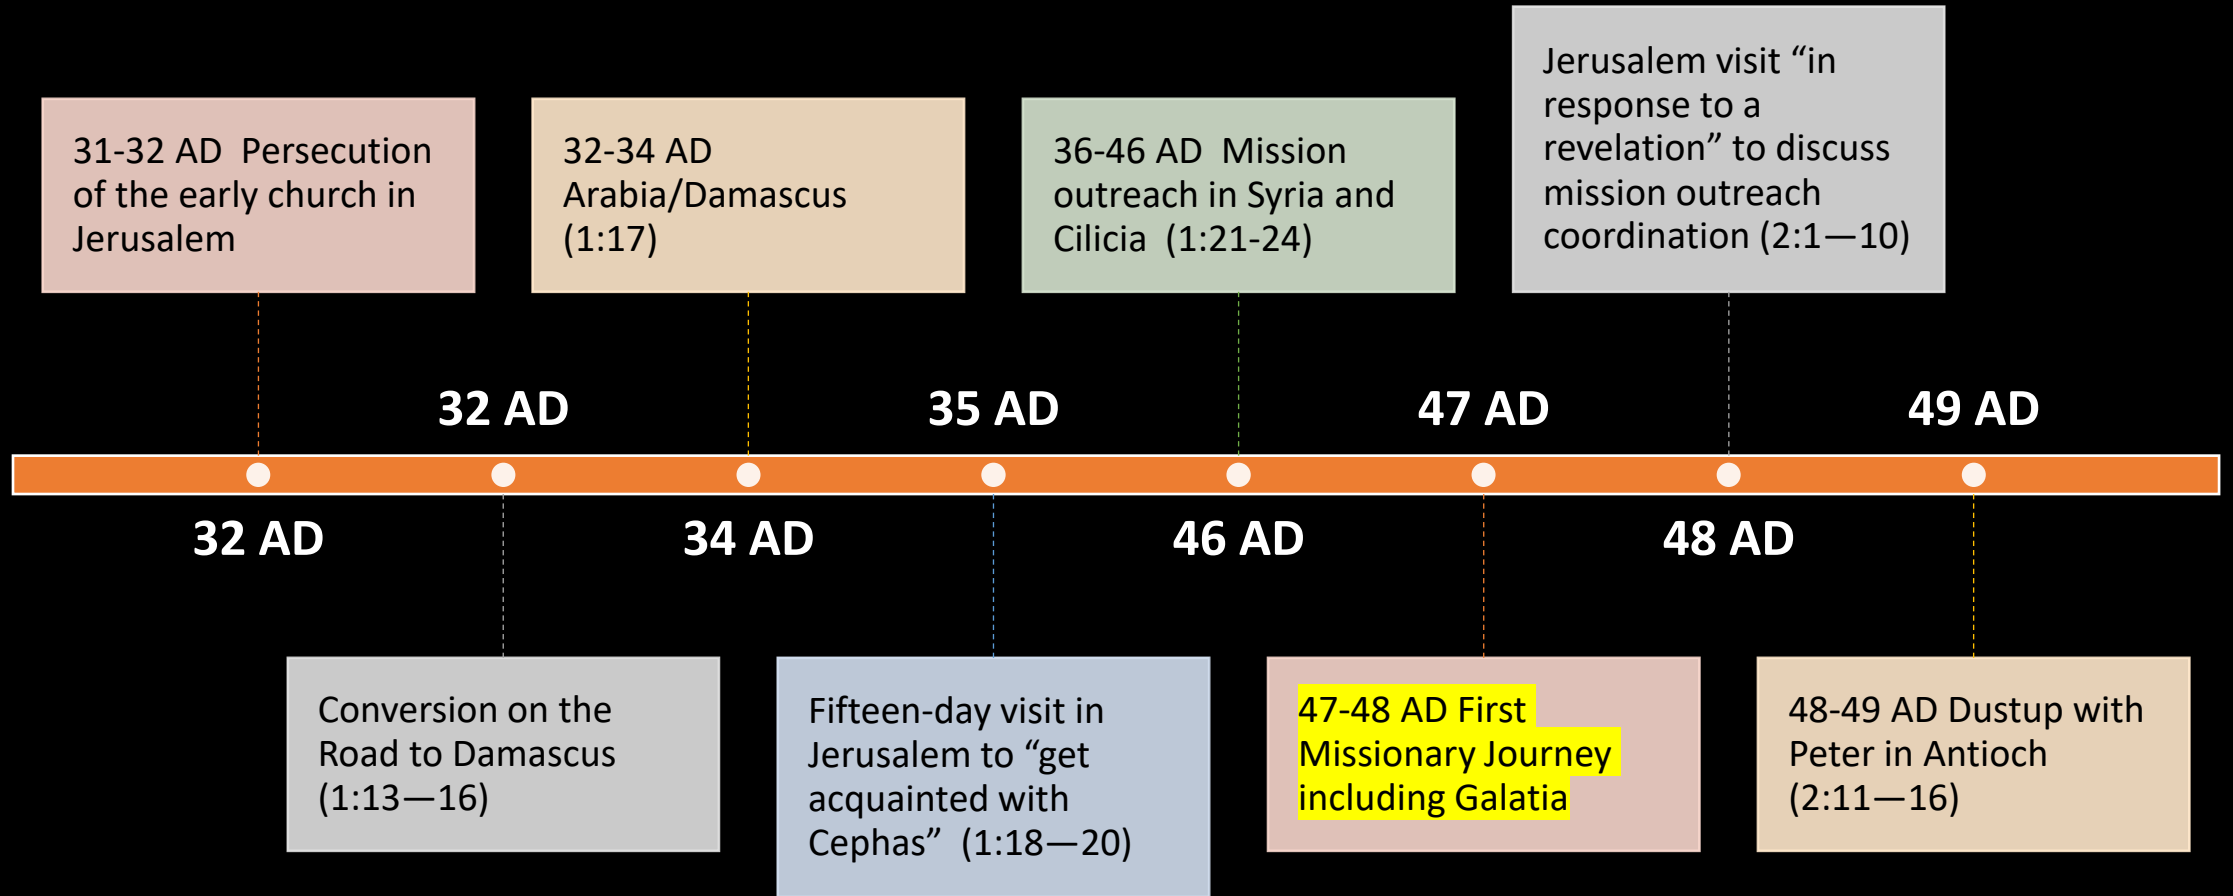 31-32 AD  Persecution
of the early church in
Jerusalem
32-34 AD
Arabia/Damascus
(1:17)
36-46 AD  Mission
outreach in Syria and
Cilicia  (1:21-24)
Jerusalem visit “in
response to a
revelation” to discuss
mission outreach
coordination (2:1—10)
32 AD
35 AD
47 AD
49 AD
32 AD
34 AD
46 AD
48 AD
Conversion on the
Road to Damascus
(1:13—16)
Fifteen-day visit in
Jerusalem to “get
acquainted with
Cephas”  (1:18—20)
47-48 AD First
Missionary Journey
including Galatia
48-49 AD Dustup with
Peter in Antioch
(2:11—16)